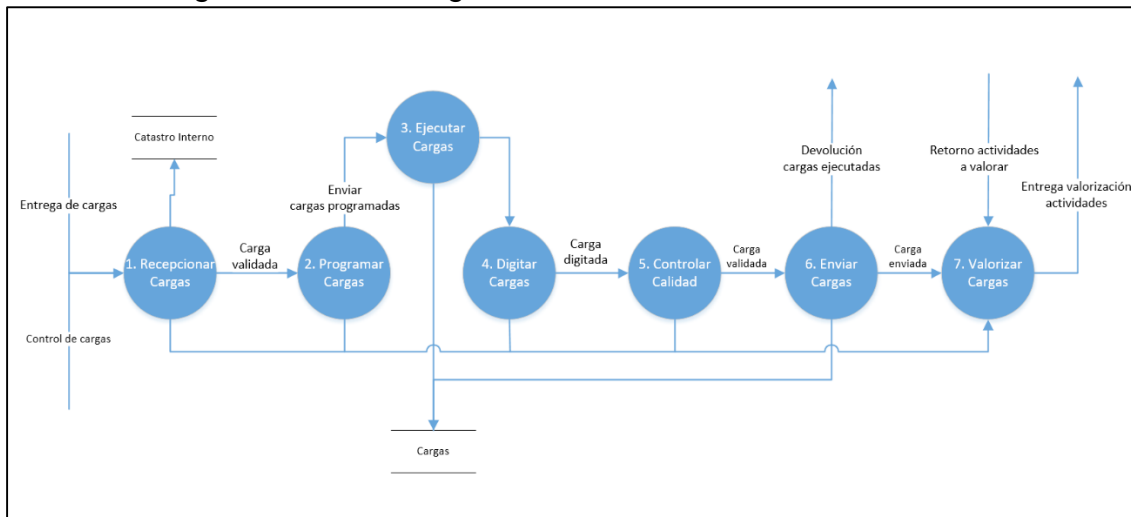 3. Ejecutar
Cargas
Catastro Interno
Devolución
cargas ejecutadas
Retorno actividades
a valorar
Enviar
cargas programadas
Entrega valorización
actividades
Entrega de cargas
1. Recepcionar
Cargas
Carga
validada
2. Programar
Cargas
4. Digitar
Cargas
Carga
digitada
5. Controlar
Calidad
Carga
validada
6. Enviar
Cargas
Carga
enviada
7. Valorizar
Cargas
Control de cargas
Cargas